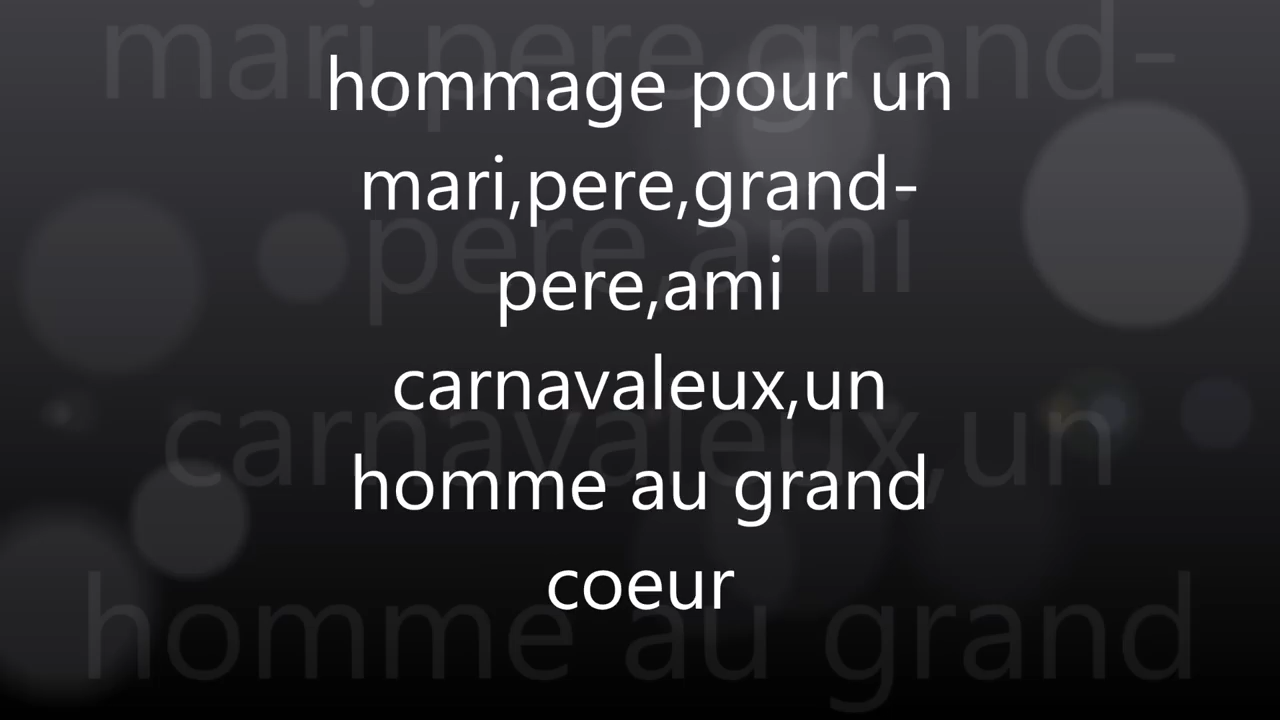 hommage pour un
mari,pere,grand-
pere,ami
carnavaleux,un
homme au grand
coeur